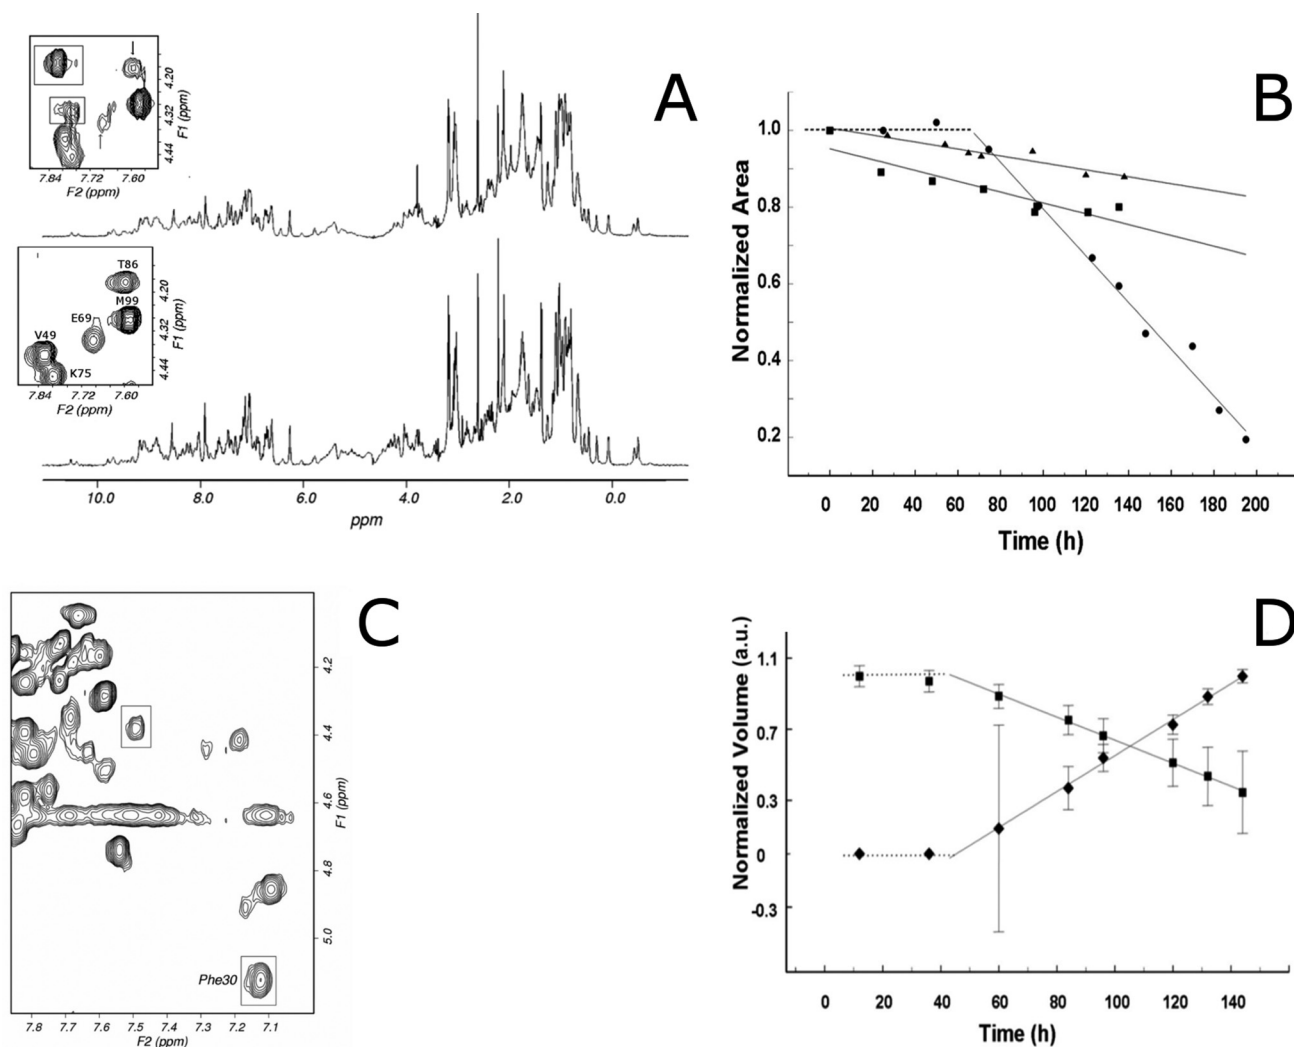 A
4.20
4.32
4.44
F1 (ppm)
7.84 7.72 7.60
F2 (ppm)
T86
M99
E69
V49
K75
4.20
4.32
4.44
F1 (ppm)
7.84 7.72 7.60
F2 (ppm)
10.0 8.0 6.0 4.0 2.0 0.0
ppm
B
Normalized Area
1.0
0.8
0.6
0.4
0.2
0 20 40 60 80 100 120 140 160 180 200
Time (h)
C
4.2
4.4
4.6
4.8
5.0
F1 (ppm)
Phe30
7.8 7.7 7.6 7.5 7.4 7.3 7.2 7.1
F2 (ppm)
D
Normalized Volume (a.u.)
1.1
0.7
0.3
0
-0.3
0 20 40 60 80 100 120 140
Time (h)